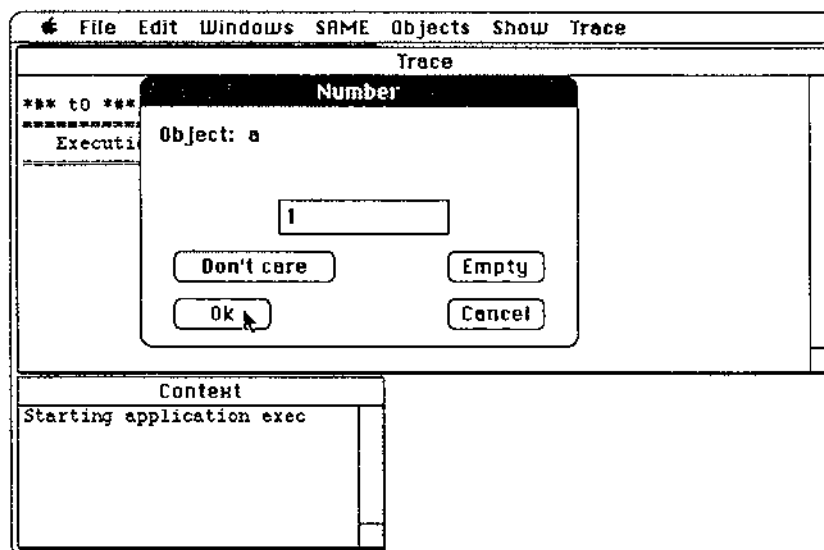 File Edit Windows SAME Objects Show Trace
Trace
*** t0 ***
Number
Executi
Object: a
1
Don't care Empty
Ok Cancel
Context
Starting application exec